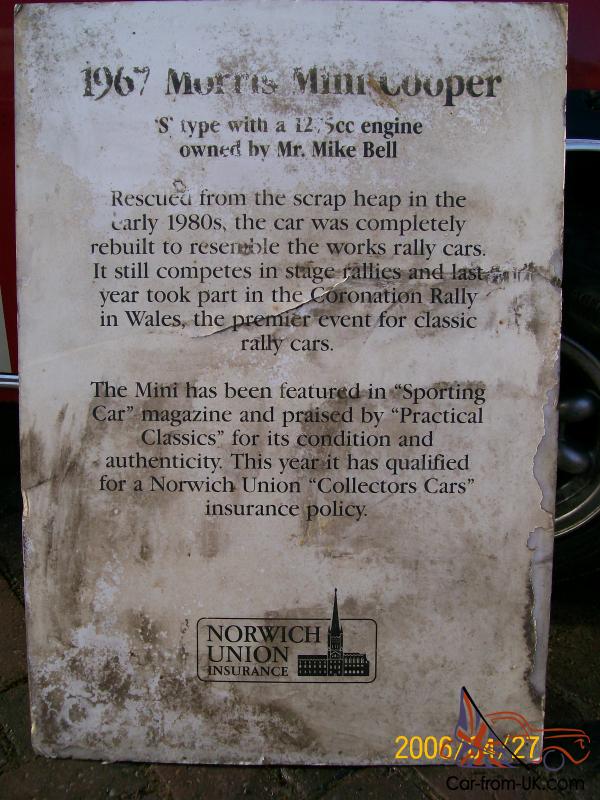 1967 Morris Mini Cooper
'S' type with a 12 5cc engine
owned by Mr. Mike Bell
Rescued from the scrap heap in the
early 1980s, the car was completely
rebuilt to resemble the works rally cars.
It still competes in stage rallies and last
year took part in the Coronation Rally
in Wales, the premier event for classic
rally cars.
The Mini has been featured in "Sporting
Car" magazine and praised by "Practical
Classics" for its condition and
authenticity. This year it has qualified
for a Norwich Union "Collectors Cars"
insurance policy.
NORWICH
UNION
INSURANCE
2006/04/27
Car-from-UK.com